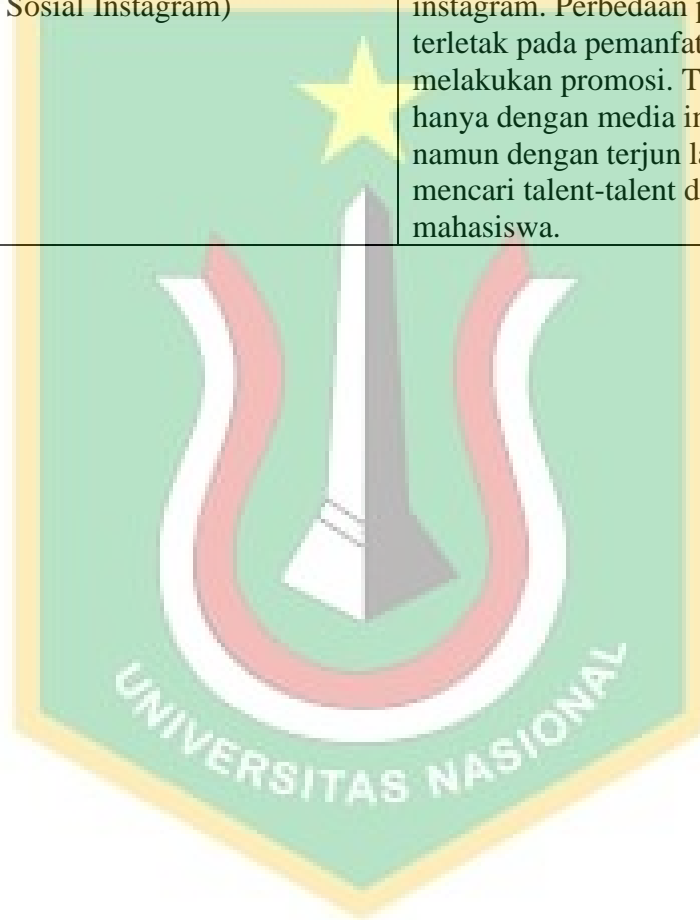 Sosial Instagram)
instagram. Perbedaan
terletak pada
melakukan promosi.
hanya dengan media
namun dengan terjun
mencari talent-talent
mahasiswa.
UNIVERSITAS NASIONAL